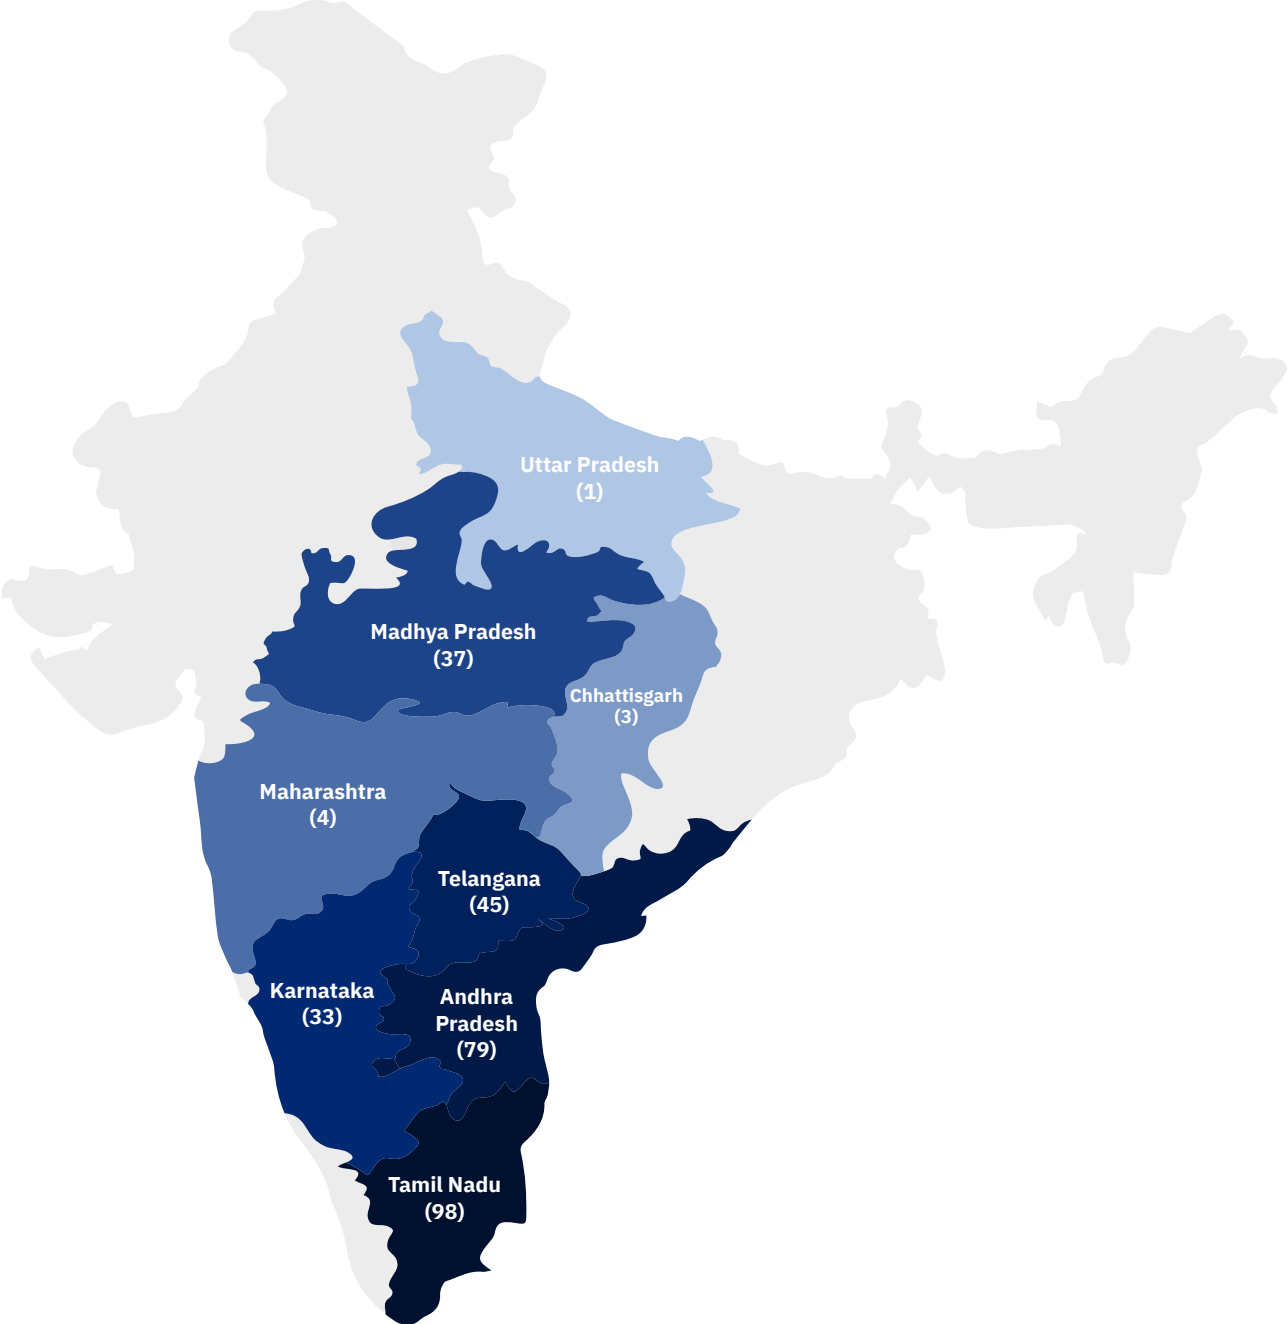 Uttar Pradesh
(1)
Madhya Pradesh
(37)
Chhattisgarh
(3)
Maharashtra
(4)
Telangana
(45)
Karnataka
(33)
Andhra
Pradesh
(79)
Tamil Nadu
(98)